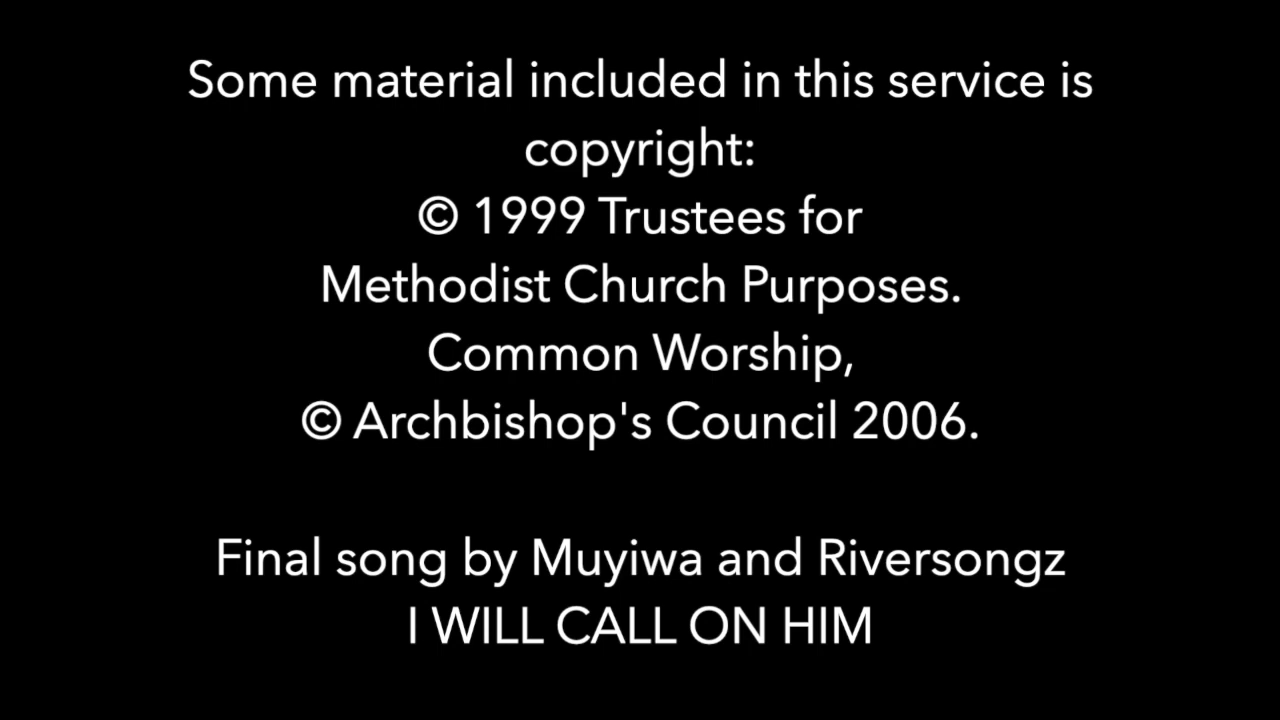 Some material included in this service is
copyright:
© 1999 Trustees for
Methodist Church Purposes.
Common Worship,
© Archbishop's Council 2006.
Final song by Muyiwa and Riversongz
I WILL CALL ON HIM